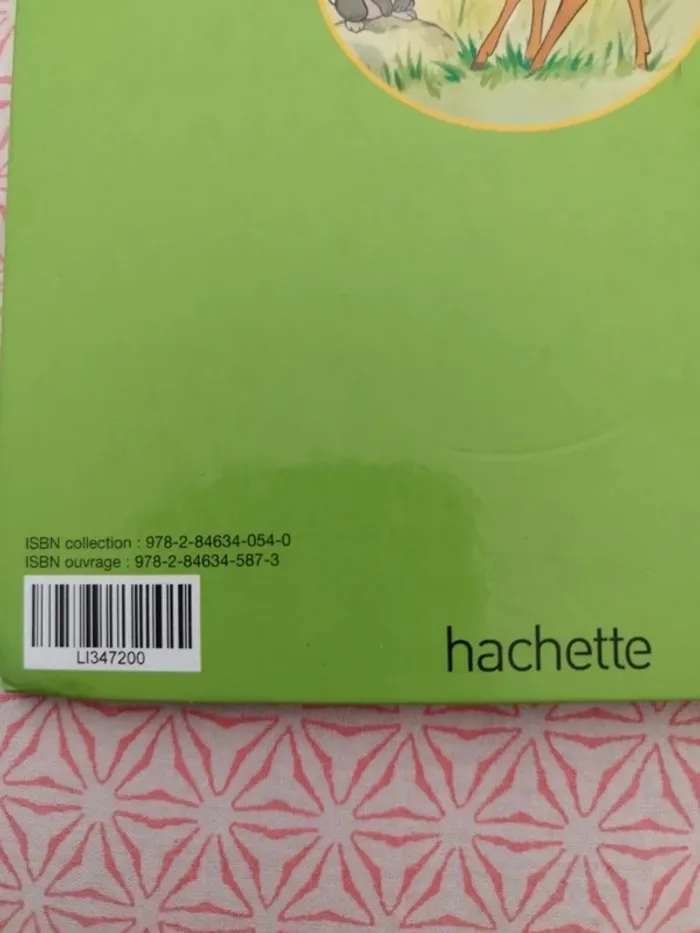 ISBN collection : 978-2-84634-054-0
ISBN ouvrage : 978-2-84634-587-3
LI347200
hachette